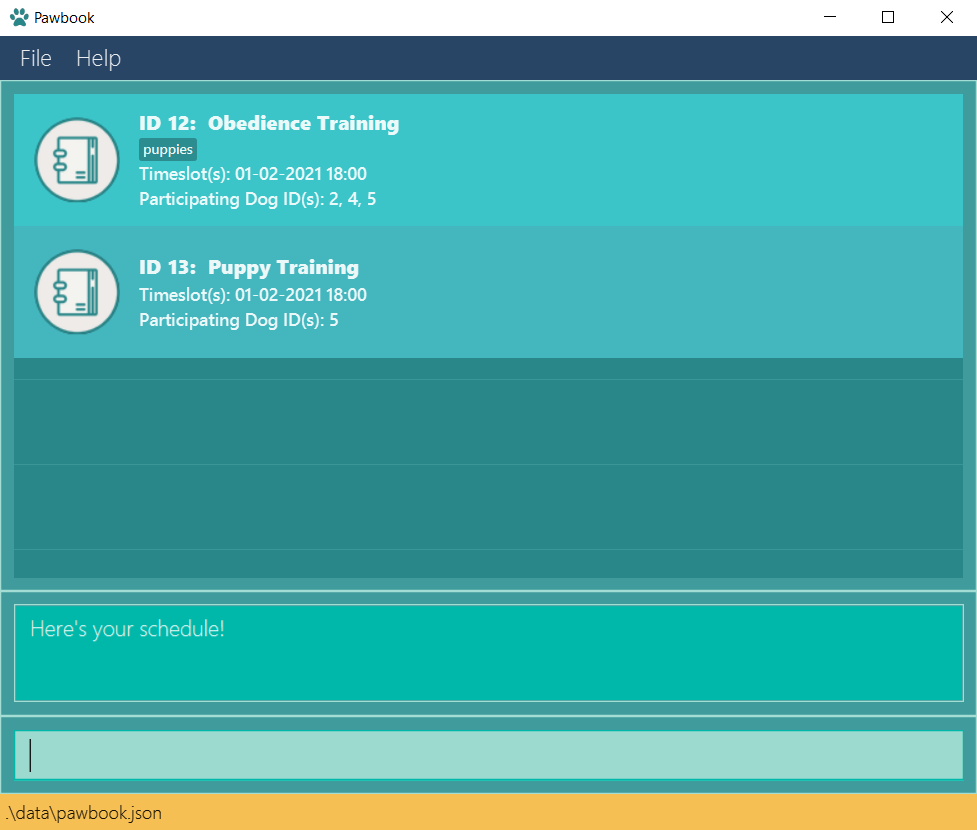 Pawbook
File Help
ID 12: Obedience Training
puppies
Timeslot(s): 01-02-2021 18:00
Participating Dog ID(s): 2, 4, 5
ID 13: Puppy Training
Timeslot(s): 01-02-2021 18:00
Participating Dog ID(s): 5
Here's your schedule!
.\data\pawbook.json